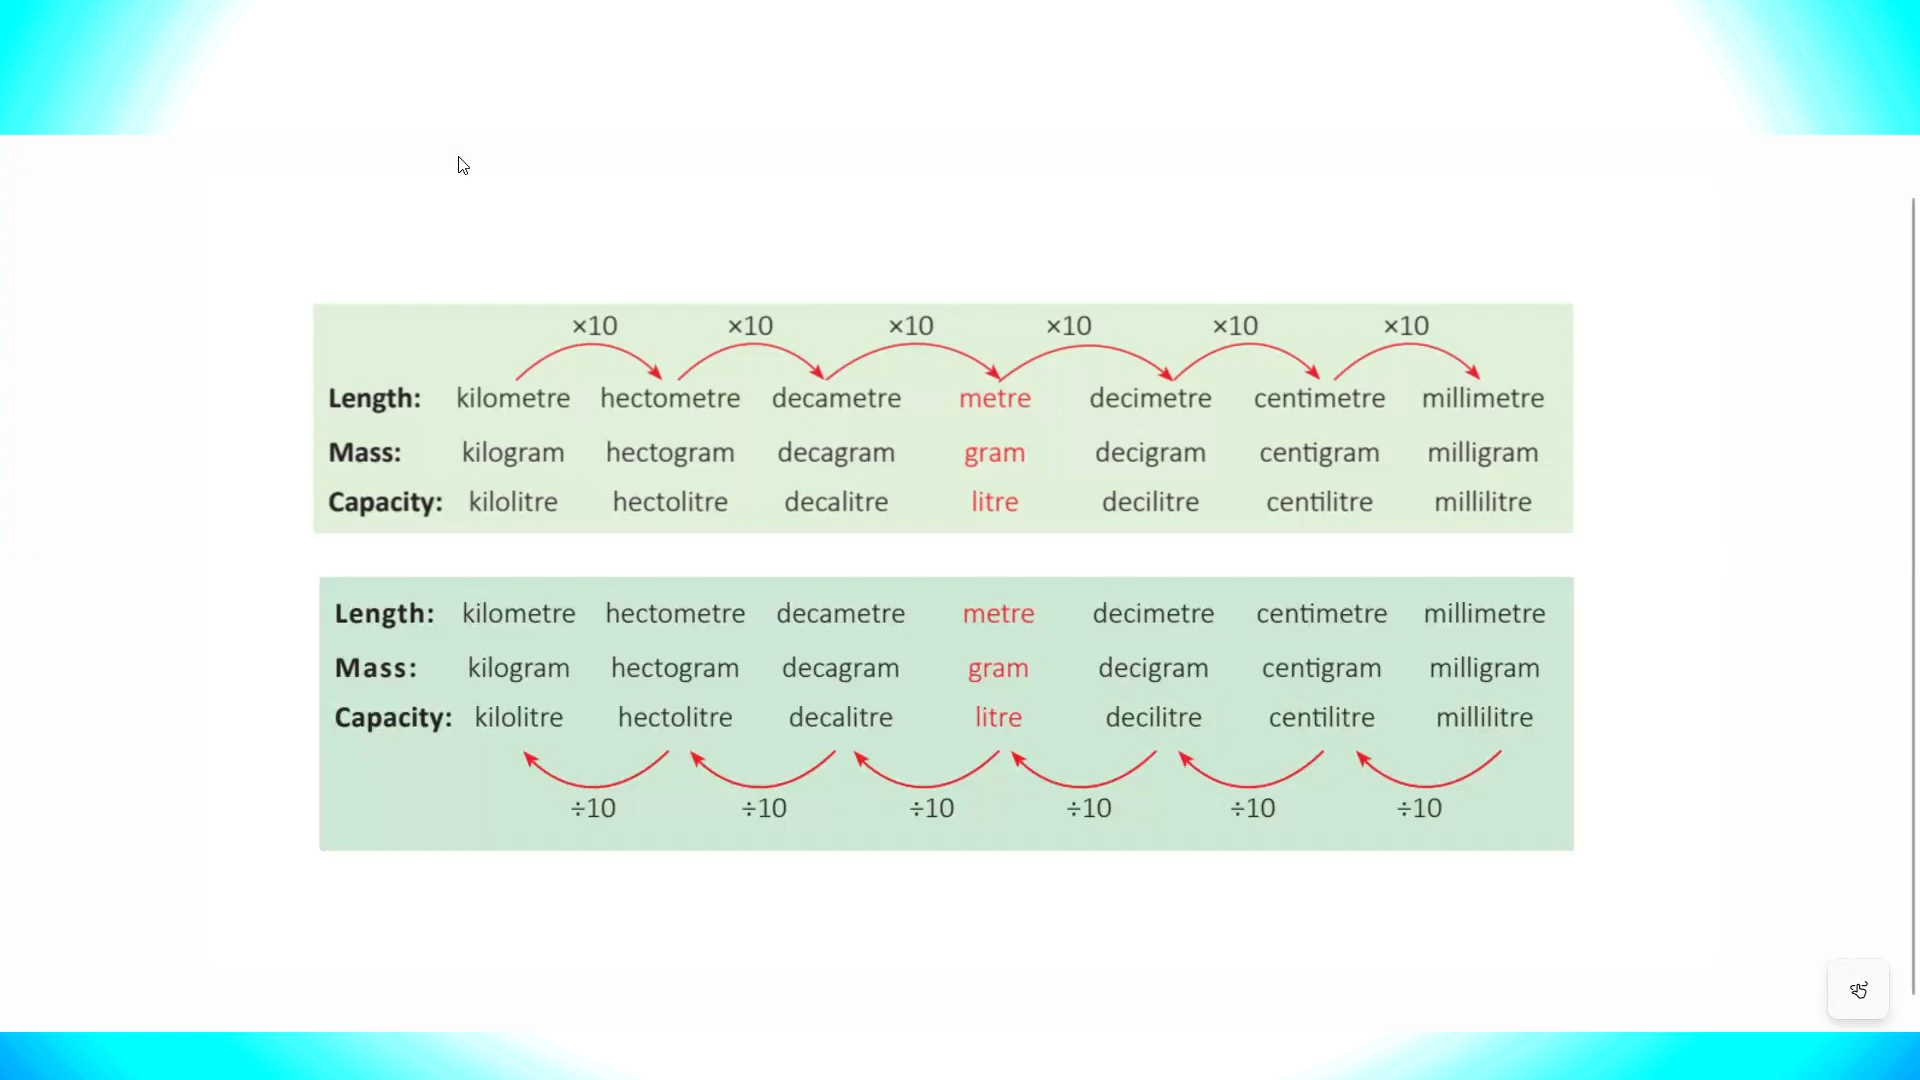 ×10 ×10 ×10 ×10 ×10 ×10
Length: kilometre hectometre decametre metre decimetre centimetre millimetre
Mass: kilogram hectogram decagram gram decigram centigram milligram
Capacity: kilolitre hectolitre decalitre litre decilitre centilitre millilitre
Length: kilometre hectometre decametre metre decimetre centimetre millimetre
Mass: kilogram hectogram decagram gram decigram centigram milligram
Capacity: kilolitre hectolitre decalitre litre decilitre centilitre millilitre
÷10 ÷10 ÷10 ÷10 ÷10 ÷10